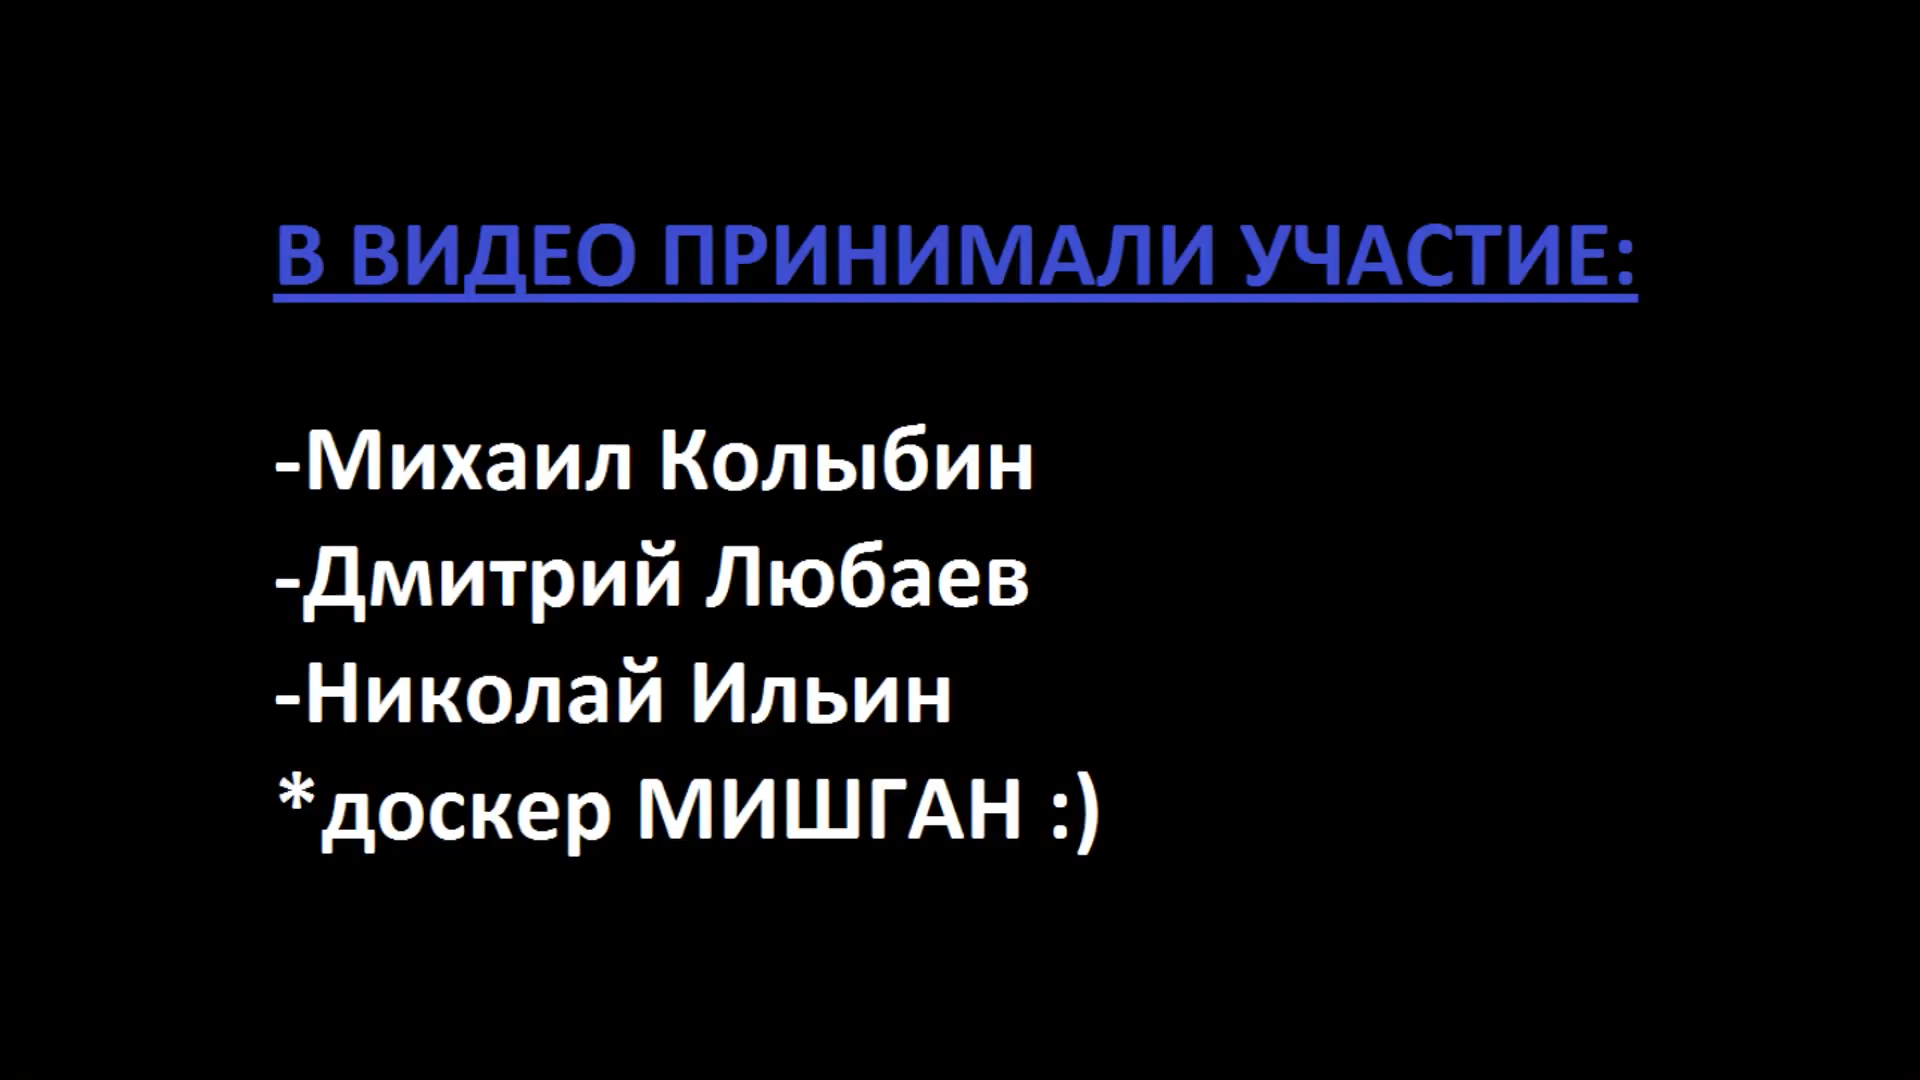 В ВИДЕО ПРИНИМАЛИ УЧАСТИЕ:
-Михаил Колыбин
-Дмитрий Любаев
-Николай Ильин
*доскер МИШГАН :)